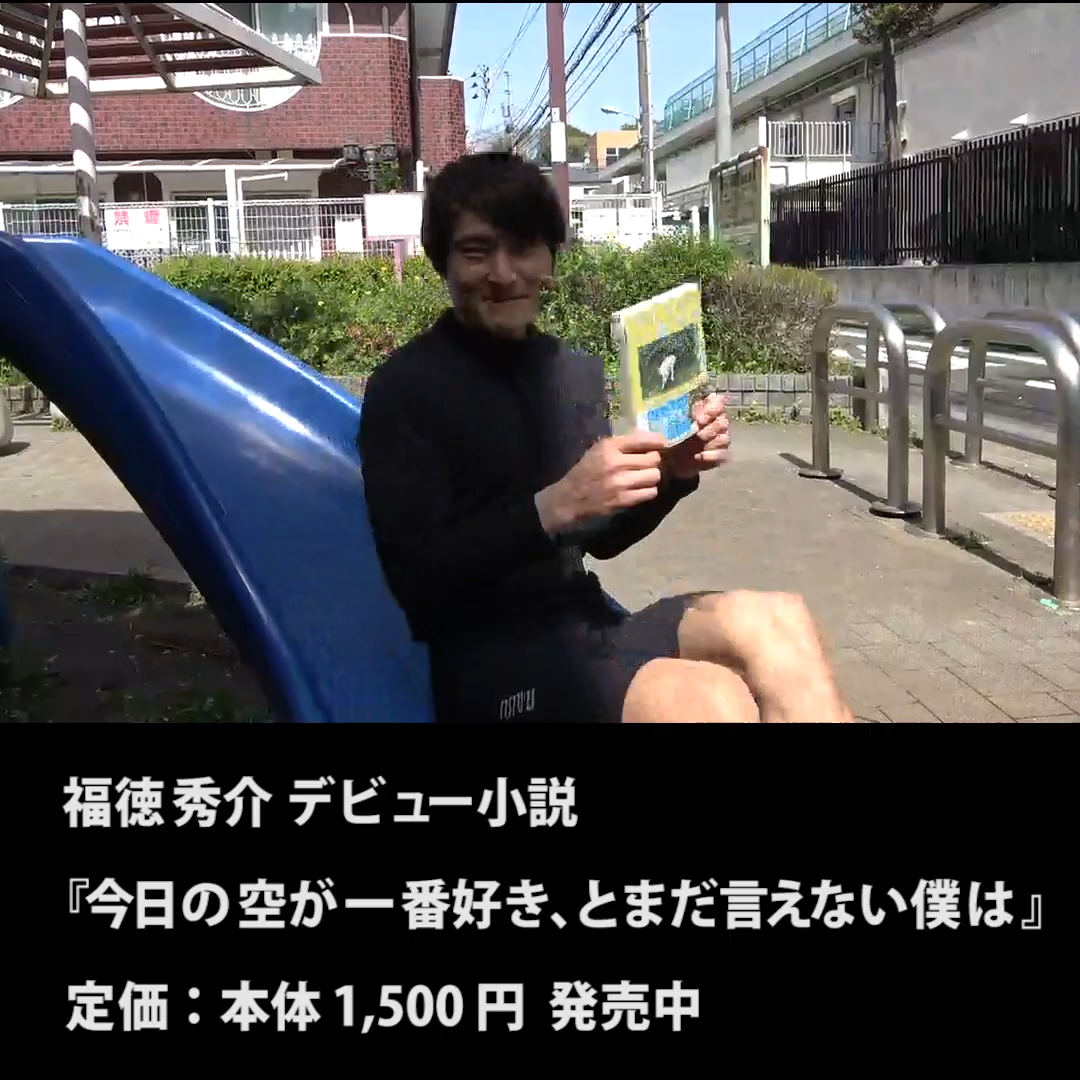 禁煙
福徳秀介 デビュー小説
『今日の空が一番好き、とまだ言えない僕は』
定価：本体 1,500 円 発売中